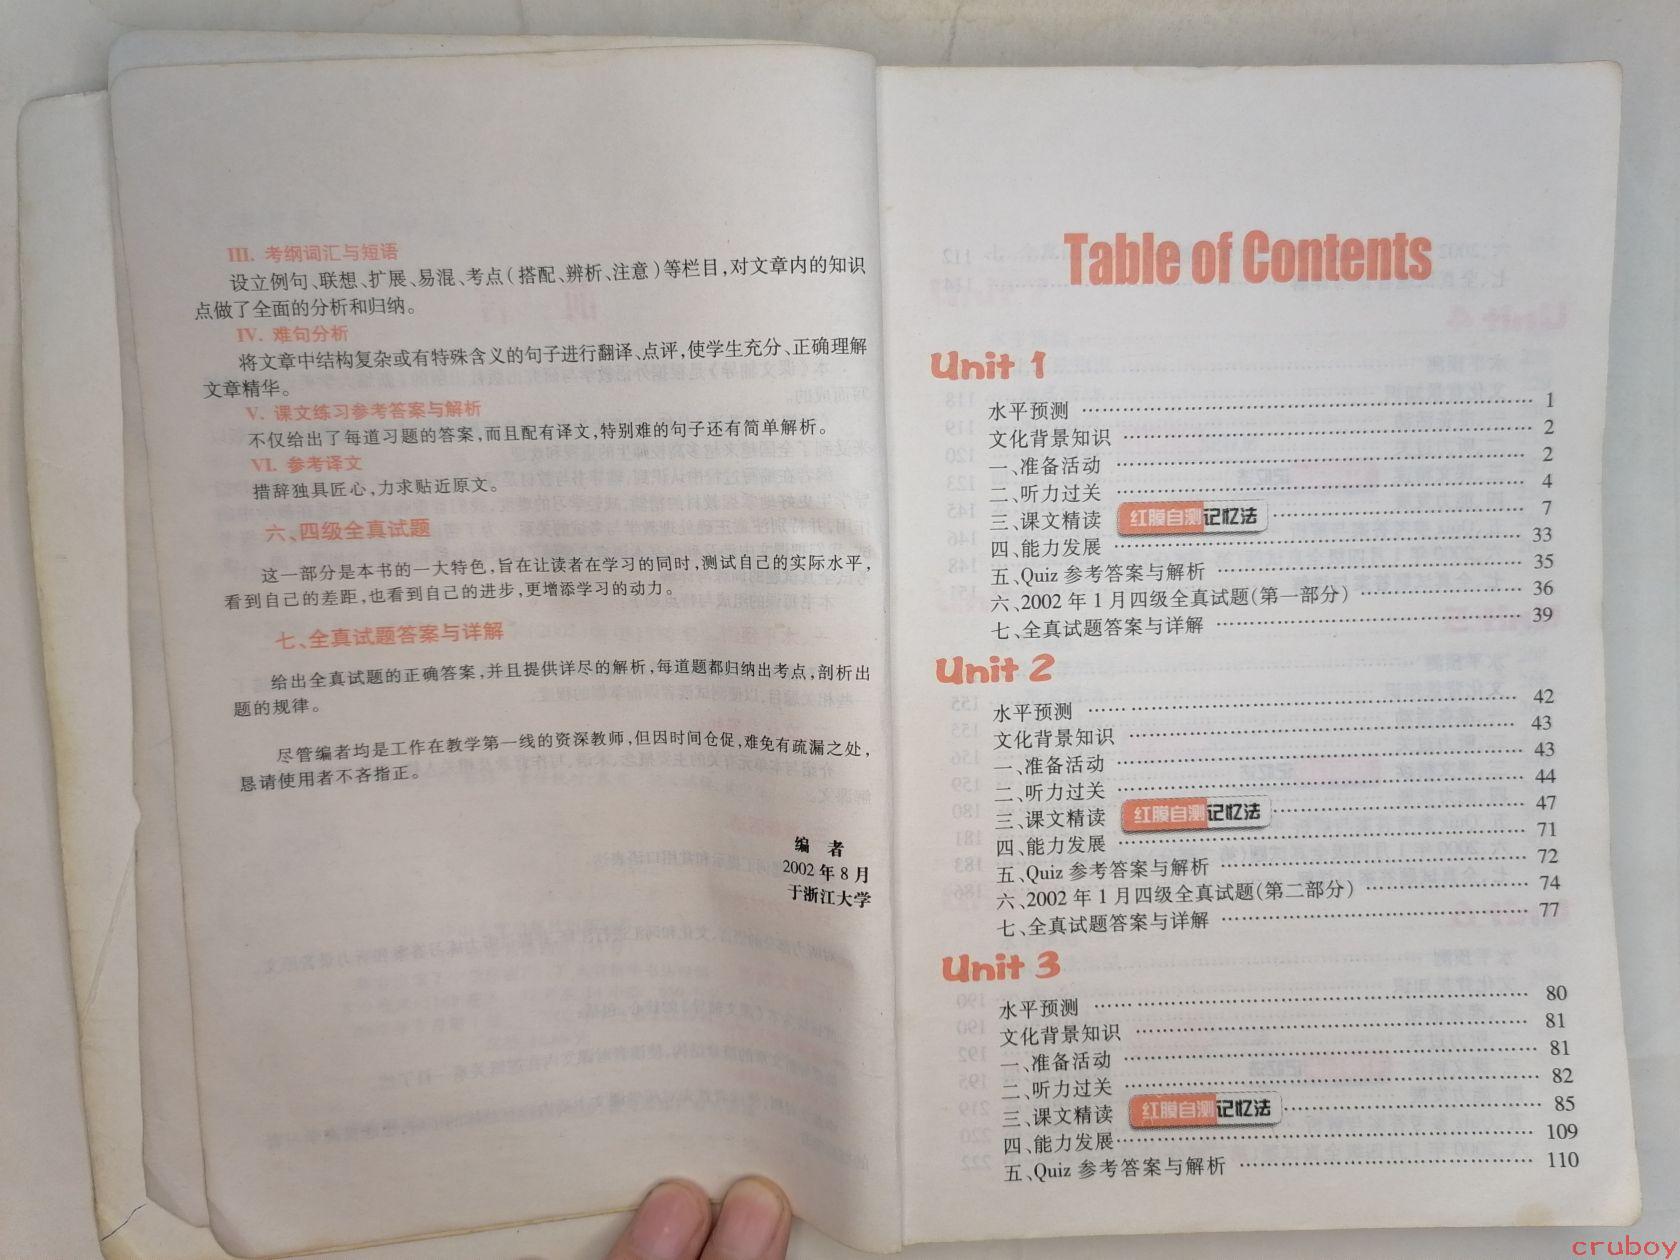 III. 考纲词汇与短语
设立例句、联想、扩展、易混、考点(搭配、辨析、注意)等栏目,对文章内的知识
点做了全面的分析和归纳。
IV. 难句分析
将文章中结构复杂或有特殊含义的句子进行翻译、点评,使学生充分、正确理解
文章精华。
V. 课文练习参考答案与解析
不仅给出了每道习题的答案,而且配有译文,特别难的句子还有简单解析。
VI. 参考译文
措辞独具匠心,力求贴近原文。
六、四级全真试题
这一部分是本书的一大特色,旨在让读者在学习的同时,测试自己的实际水平,
看到自己的差距,也看到自己的进步,更增添学习的动力。
七、全真试题答案与详解
给出全真试题的正确答案,并且提供详尽的解析,每道题都归纳出考点,剖析出
题的规律。
尽管编者均是工作在教学第一线的资深教师,但因时间仓促,难免有疏漏之处,
恳请使用者不吝指正。
编 者
2002 年 8 月
于浙江大学
Table of Contents
Unit 1
水平预测 …… 1
文化背景知识 …… 2
一、准备活动 …… 2
二、听力过关 …… 4
三、课文精读 红膜自测记忆法 …… 7
四、能力发展 …… 33
五、Quiz 参考答案与解析 …… 35
六、2002 年 1 月四级全真试题(第一部分) …… 36
七、全真试题答案与详解 …… 39
Unit 2
水平预测 …… 42
文化背景知识 …… 43
一、准备活动 …… 43
二、听力过关 …… 44
三、课文精读 红膜自测记忆法 …… 47
四、能力发展 …… 71
五、Quiz 参考答案与解析 …… 72
六、2002 年 1 月四级全真试题(第二部分) …… 74
七、全真试题答案与详解 …… 77
Unit 3
水平预测 …… 80
文化背景知识 …… 81
一、准备活动 …… 81
二、听力过关 …… 82
三、课文精读 红膜自测记忆法 …… 85
四、能力发展 …… 109
五、Quiz 参考答案与解析 …… 110
cruboy